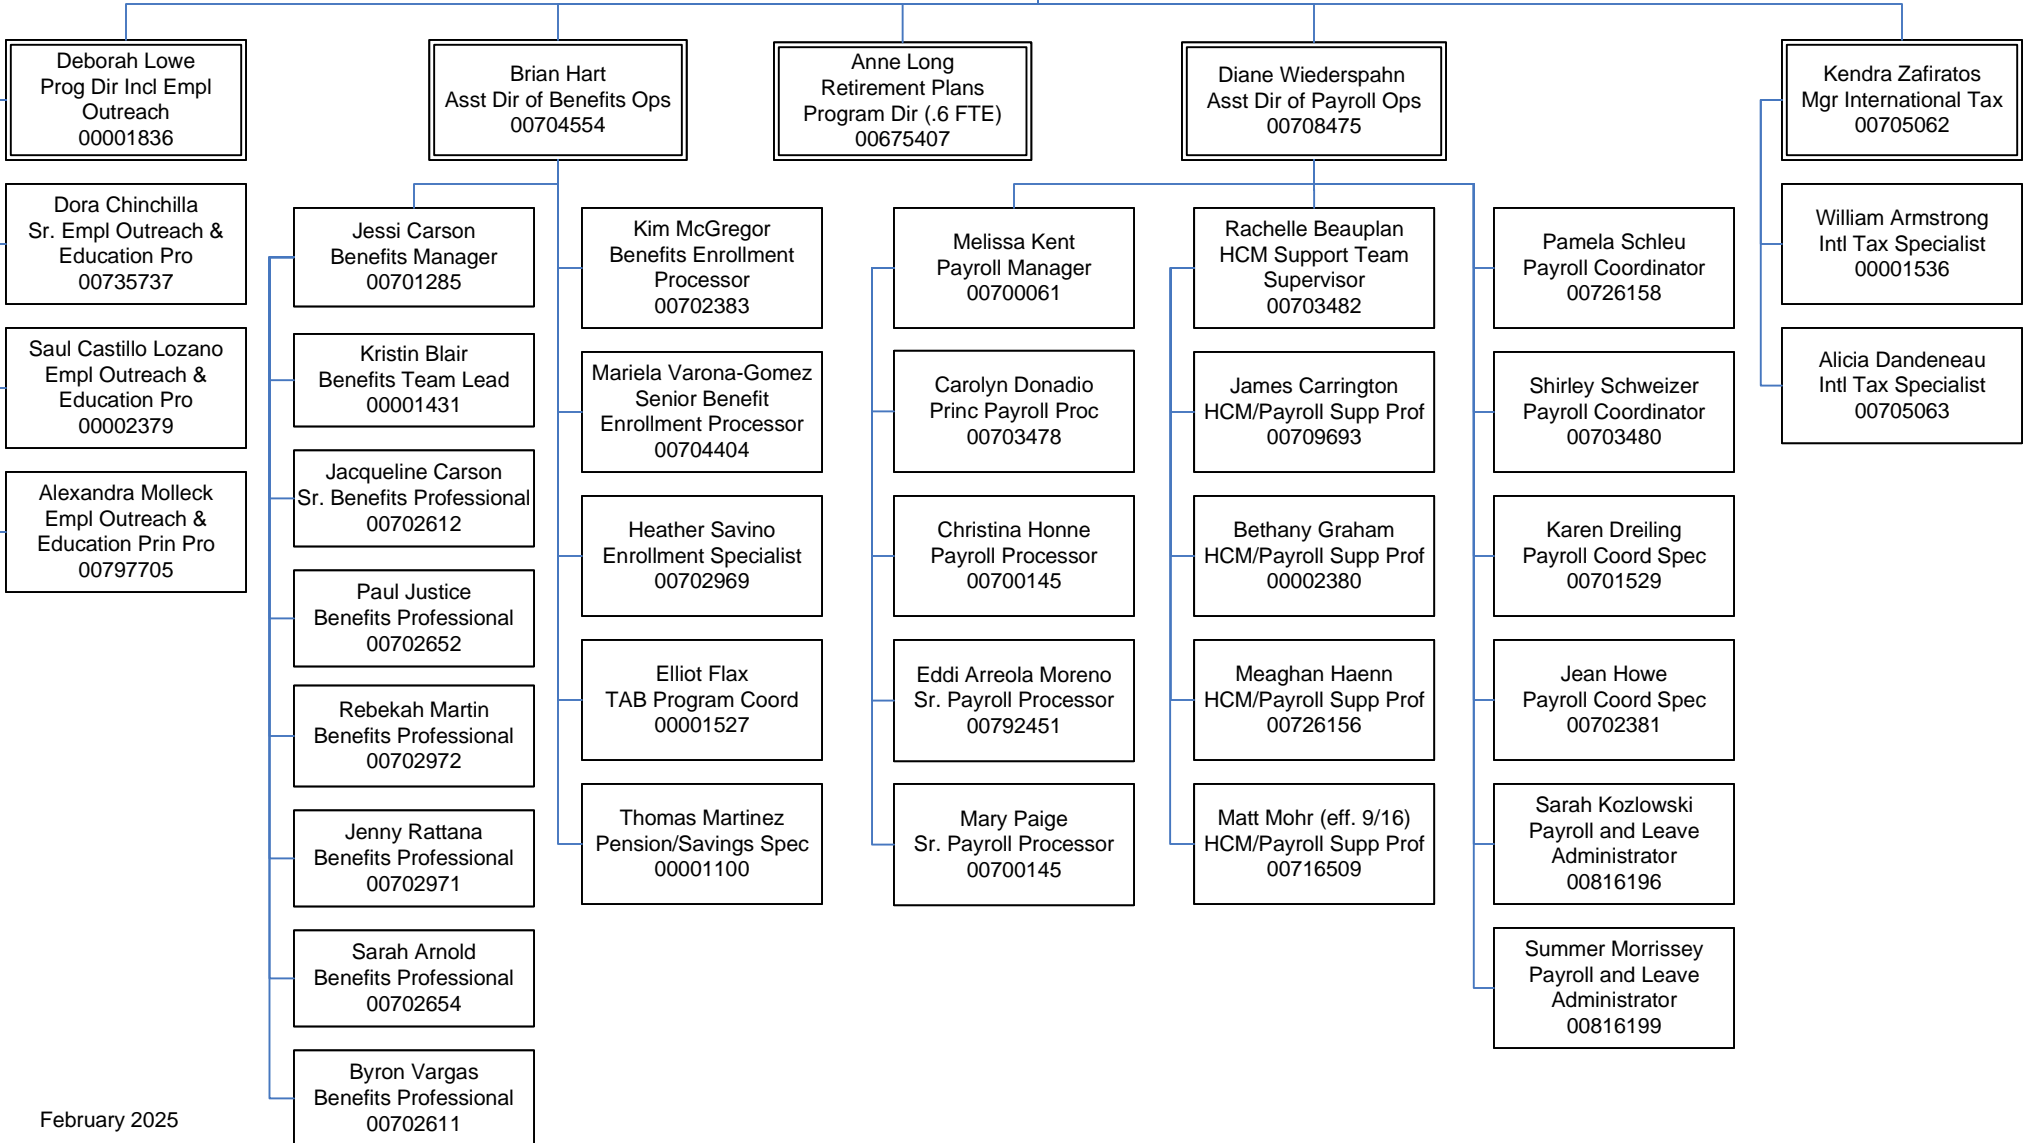 Deborah Lowe
Prog Dir Incl Empl
Outreach
00001836
Brian Hart
Asst Dir of Benefits Ops
00704554
Anne Long
Retirement Plans
Program Dir (.6 FTE)
00675407
Diane Wiederspahn
Asst Dir of Payroll Ops
00708475
Kendra Zafiratos
Mgr International Tax
00705062
Dora Chinchilla
Sr. Empl Outreach &
Education Pro
00735737
Saul Castillo Lozano
Empl Outreach &
Education Pro
00002379
Alexandra Molleck
Empl Outreach &
Education Prin Pro
00797705
Jessi Carson
Benefits Manager
00701285
Kristin Blair
Benefits Team Lead
00001431
Jacqueline Carson
Sr. Benefits Professional
00702612
Paul Justice
Benefits Professional
00702652
Rebekah Martin
Benefits Professional
00702972
Jenny Rattana
Benefits Professional
00702971
Sarah Arnold
Benefits Professional
00702654
Byron Vargas
Benefits Professional
00702611
Kim McGregor
Benefits Enrollment
Processor
00702383
Mariela Varona-Gomez
Senior Benefit
Enrollment Processor
00704404
Heather Savino
Enrollment Specialist
00702969
Elliot Flax
TAB Program Coord
00001527
Thomas Martinez
Pension/Savings Spec
00001100
Melissa Kent
Payroll Manager
00700061
Carolyn Donadio
Princ Payroll Proc
00703478
Christina Honne
Payroll Processor
00700145
Eddi Arreola Moreno
Sr. Payroll Processor
00792451
Mary Paige
Sr. Payroll Processor
00700145
Rachelle Beauplan
HCM Support Team
Supervisor
00703482
James Carrington
HCM/Payroll Supp Prof
00709693
Bethany Graham
HCM/Payroll Supp Prof
00002380
Meaghan Haenn
HCM/Payroll Supp Prof
00726156
Matt Mohr (eff. 9/16)
HCM/Payroll Supp Prof
00716509
Pamela Schleu
Payroll Coordinator
00726158
Shirley Schweizer
Payroll Coordinator
00703480
Karen Dreiling
Payroll Coord Spec
00701529
Jean Howe
Payroll Coord Spec
00702381
Sarah Kozlowski
Payroll and Leave
Administrator
00816196
Summer Morrissey
Payroll and Leave
Administrator
00816199
William Armstrong
Intl Tax Specialist
00001536
Alicia Dandeneau
Intl Tax Specialist
00705063
February 2025